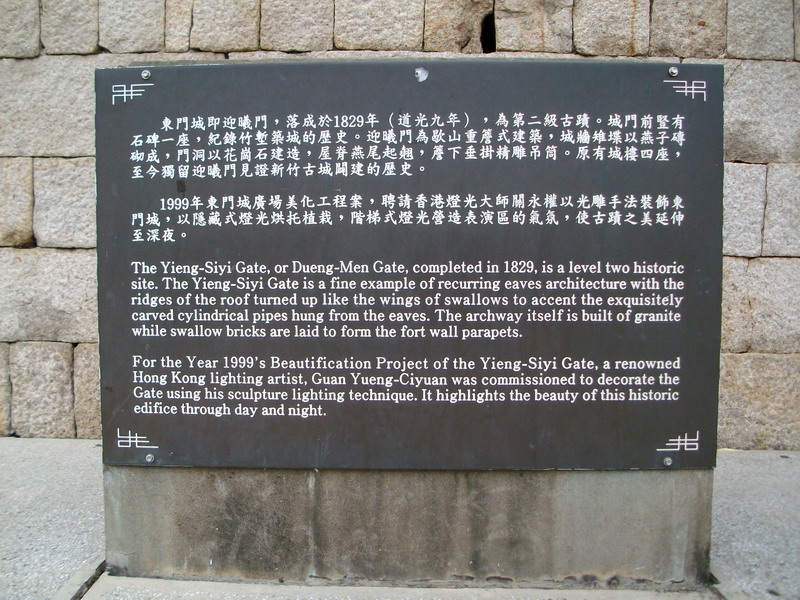 東門城即迎曦門，落成於1829年（道光九年），為第二級古蹟。城門前豎有
石碑一座，紀錄竹塹築城的歷史。迎曦門為歇山重簷式建築，城牆雉堞以燕子磚
砌成，門洞以花崗石建造，屋脊燕尾起翹，簷下垂掛精雕吊筒。原有城樓四座，
至今獨留迎曦門見證新竹古城闢建的歷史。
1999年東門城廣場美化工程案，聘請香港燈光大師關永權以光雕手法裝飾東
門城，以隱藏式燈光烘托植栽，階梯式燈光營造表演區的氣氛，使古蹟之美延伸
至深夜。
The Yieng-Siyi Gate, or Dueng-Men Gate, completed in 1829, is a level two historic
site. The Yieng-Siyi Gate is a fine example of recurring eaves architecture with the
ridges of the roof turned up like the wings of swallows to accent the exquisitely
carved cylindrical pipes hung from the eaves. The archway itself is built of granite
while swallow bricks are laid to form the fort wall parapets.
For the Year 1999's Beautification Project of the Yieng-Siyi Gate, a renowned
Hong Kong lighting artist, Guan Yueng-Ciyuan was commissioned to decorate the
Gate using his sculpture lighting technique. It highlights the beauty of this historic
edifice through day and night.